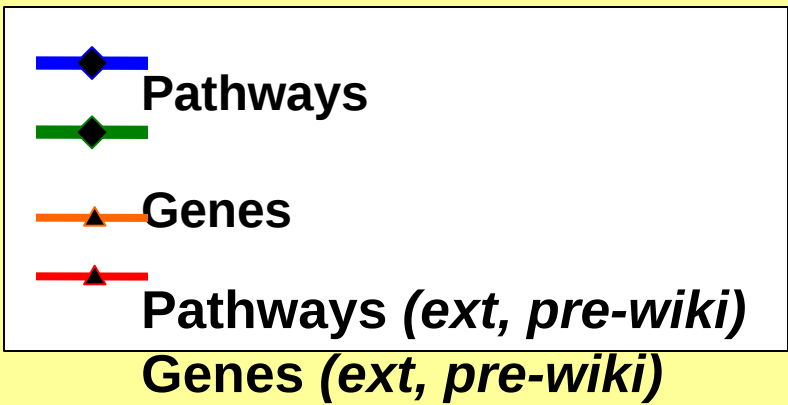 Pathways
Genes
Pathways (ext, pre-wiki)
Genes (ext, pre-wiki)